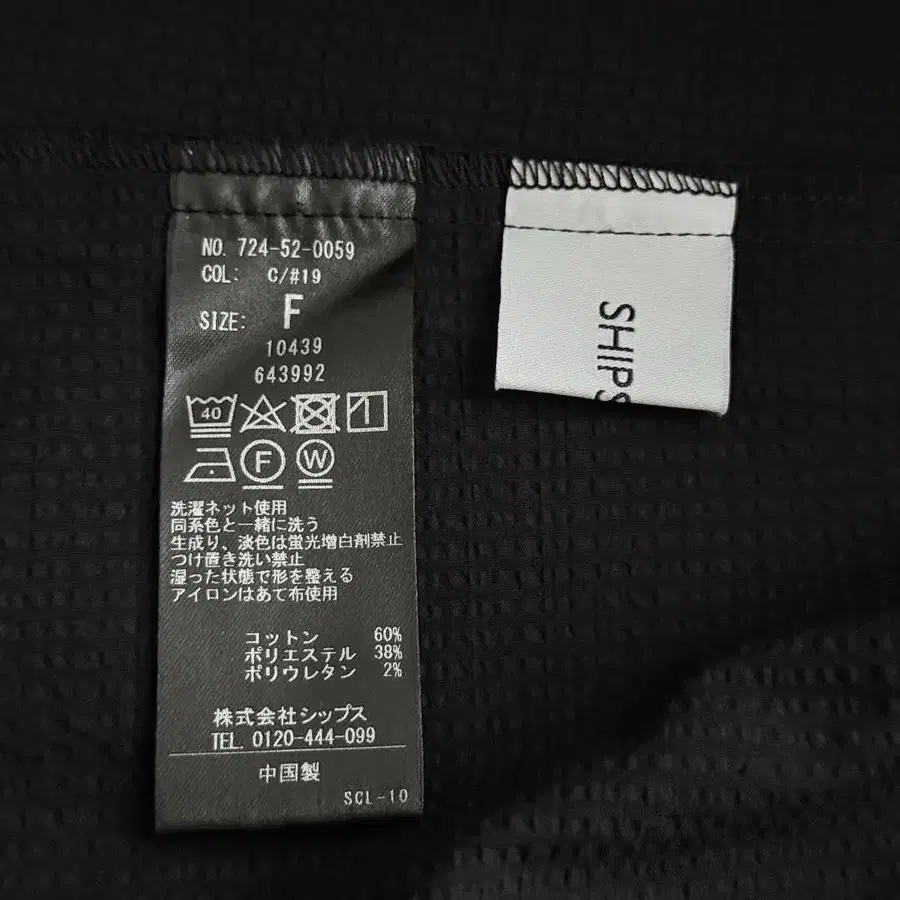 NO. 724-52-0059
COL: C/#19
SIZE: F
10439
643992
40
F
W
洗濯ネット使用
同系色と一緒に洗う
生成り、淡色は蛍光増白剤禁止
つけ置き洗い禁止
湿った状態で形を整える
アイロンはあて布使用
コットン 60%
ポリエステル 38%
ポリウレタン 2%
株式会社シップス
TEL. 0120-444-099
中国製
SCL-10
SHIPS